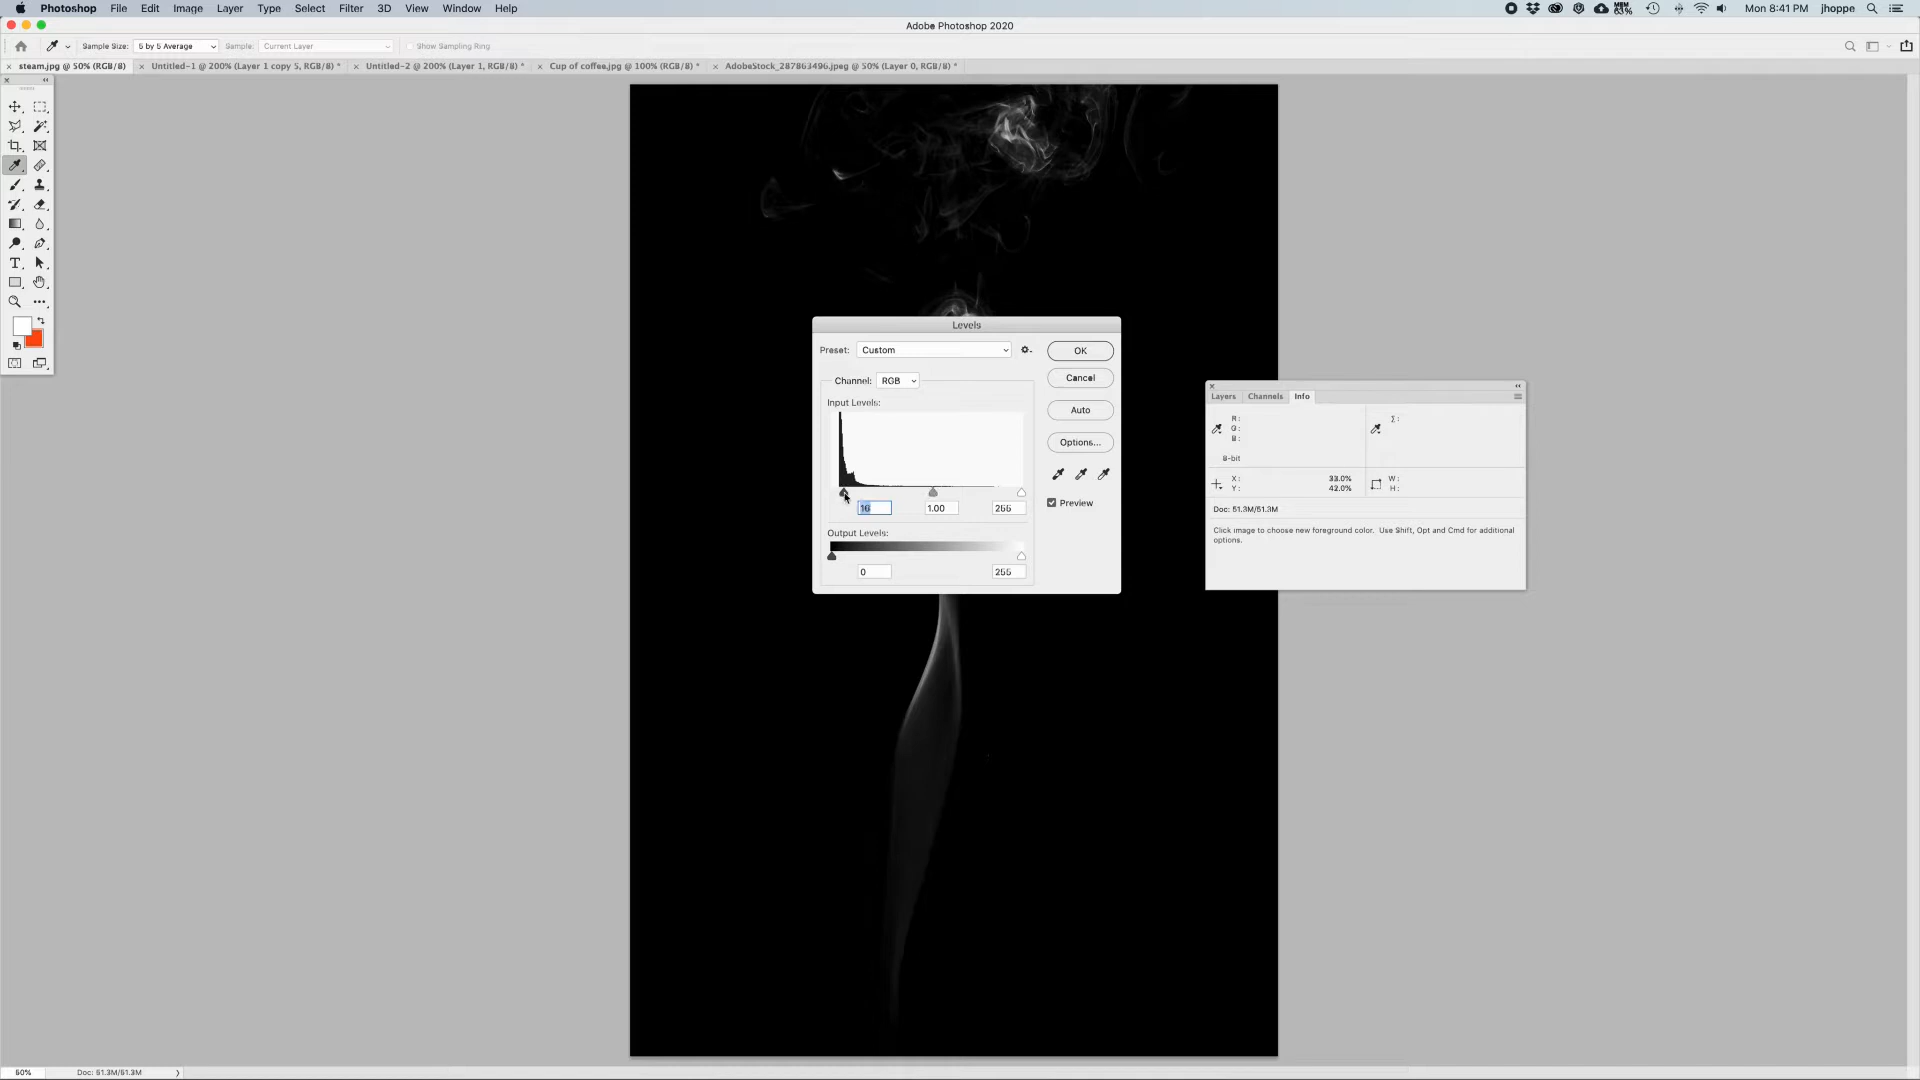 Photoshop File Edit Image Layer Type Select Filter 3D View Window Help Mon 8:41 PM jhoppe
Adobe Photoshop 2020
Sample Size: 5 by 5 Average Sample: Current Layer Show Sampling Ring
steam.jpg @ 50% (RGB/8) Untitled-1 @ 200% (Layer 1 copy 5, RGB/8) * Untitled-2 @ 200% (Layer 1, RGB/8) * Cup of coffee.jpg @ 100% (RGB/8) * AdobeStock_287863496.jpeg @ 50% (Layer 0, RGB/8) *
Levels
Preset: Custom
OK
Channel: RGB
Cancel
Input Levels:
Auto
Options...
Preview
16 1.00 255
Output Levels:
0 255
Layers Channels Info
R:
G:
B:
Σ:
8-bit
X: 33.0%
Y: 42.0%
W:
H:
Doc: 51.3M/51.3M
Click image to choose new foreground color. Use Shift, Opt and Cmd for additional
options.
50% Doc: 51.3M/51.3M